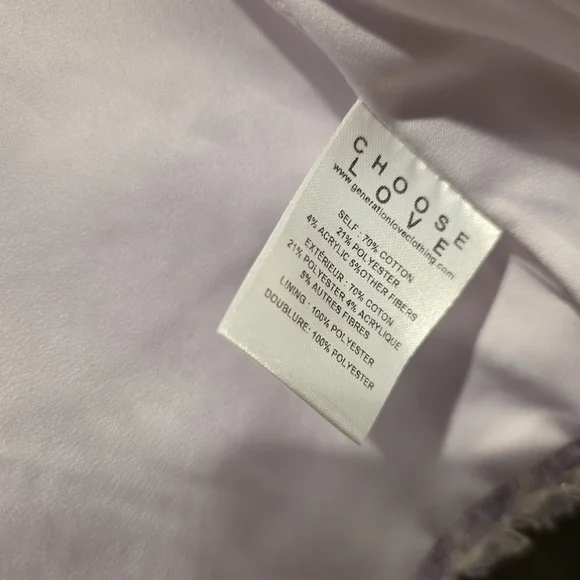 CHOOSE
LOVE
www.generationloveclothing.com
SELF : 70% COTTON
21% POLYESTER
4% ACRYLIC 5%OTHER FIBERS
EXTÉRIEUR : 70% COTON
21% POLYESTER 4% ACRYLIQUE
5% AUTRES FIBRES
LINING : 100% POLYESTER
DOUBLURE: 100% POLYESTER